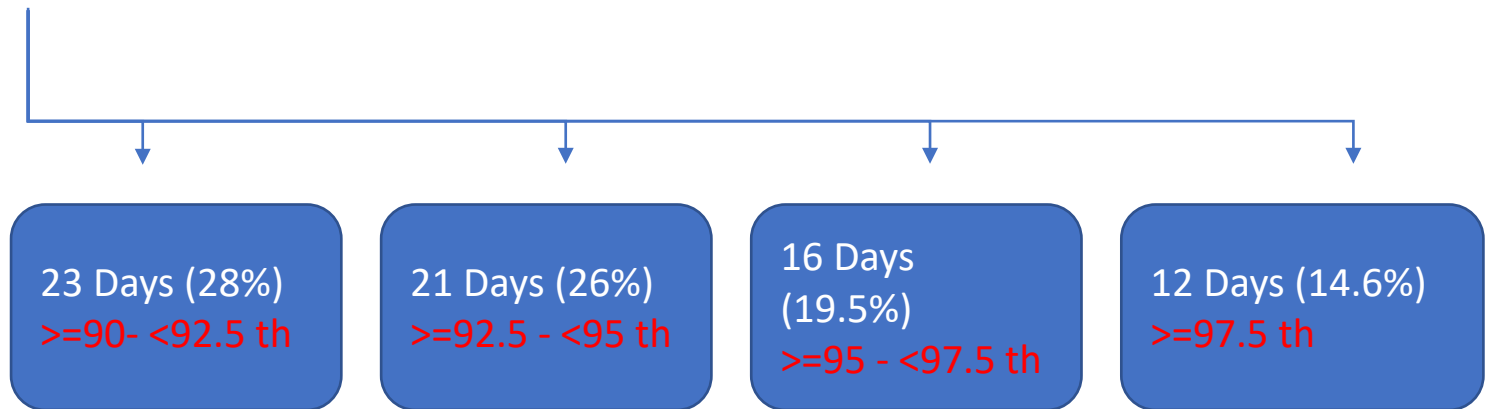 23 Days (28%)
>=90- <92.5 th
21 Days (26%)
>=92.5 - <95 th
16 Days
(19.5%)
>=95 - <97.5 th
12 Days (14.6%)
>=97.5 th